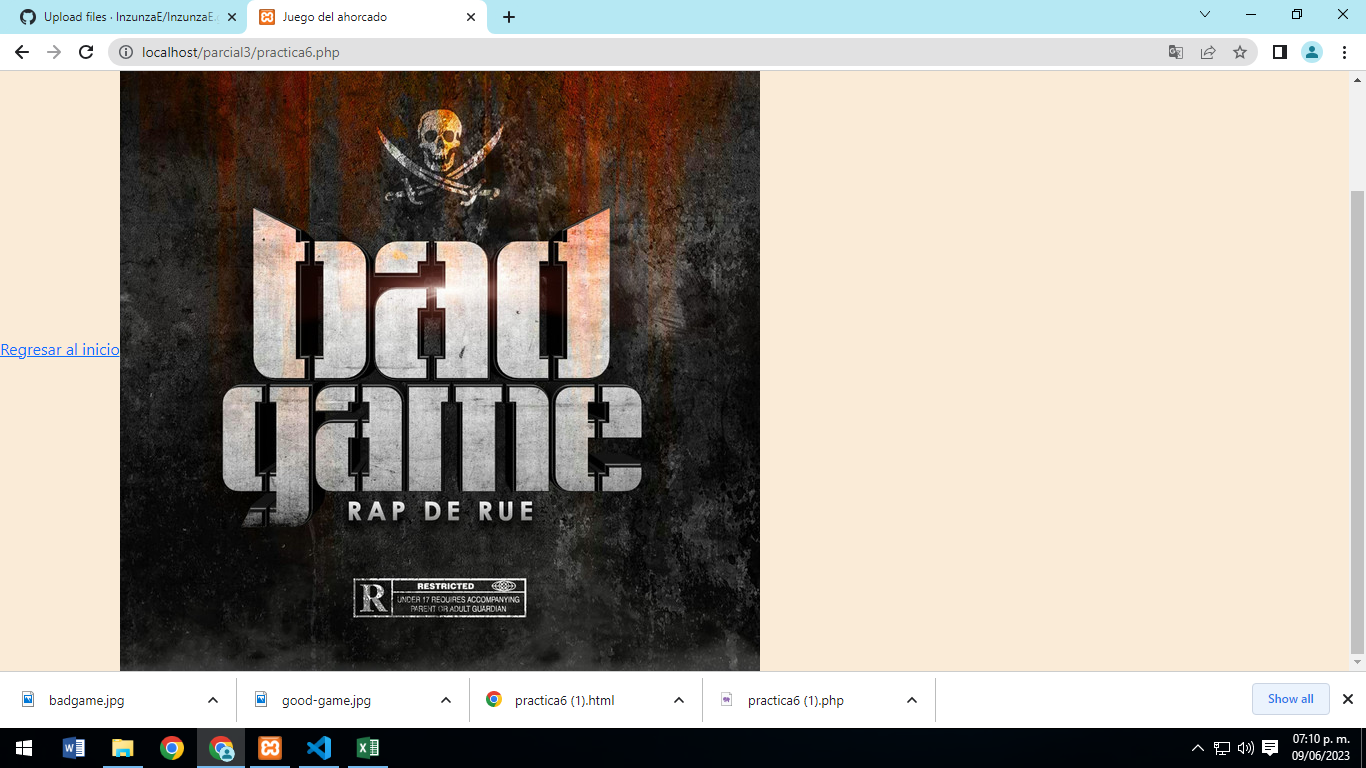 Upload files · InzunzaE/InzunzaE.
Juego del ahorcado
localhost/parcial3/practica6.php
Regresar al inicio
bad
game
RAP DE RUE
R
RESTRICTED
UNDER 17 REQUIRES ACCOMPANYING
PARENT OR ADULT GUARDIAN
badgame.jpg
good-game.jpg
practica6 (1).html
practica6 (1).php
Show all
07:10 p. m.
09/06/2023